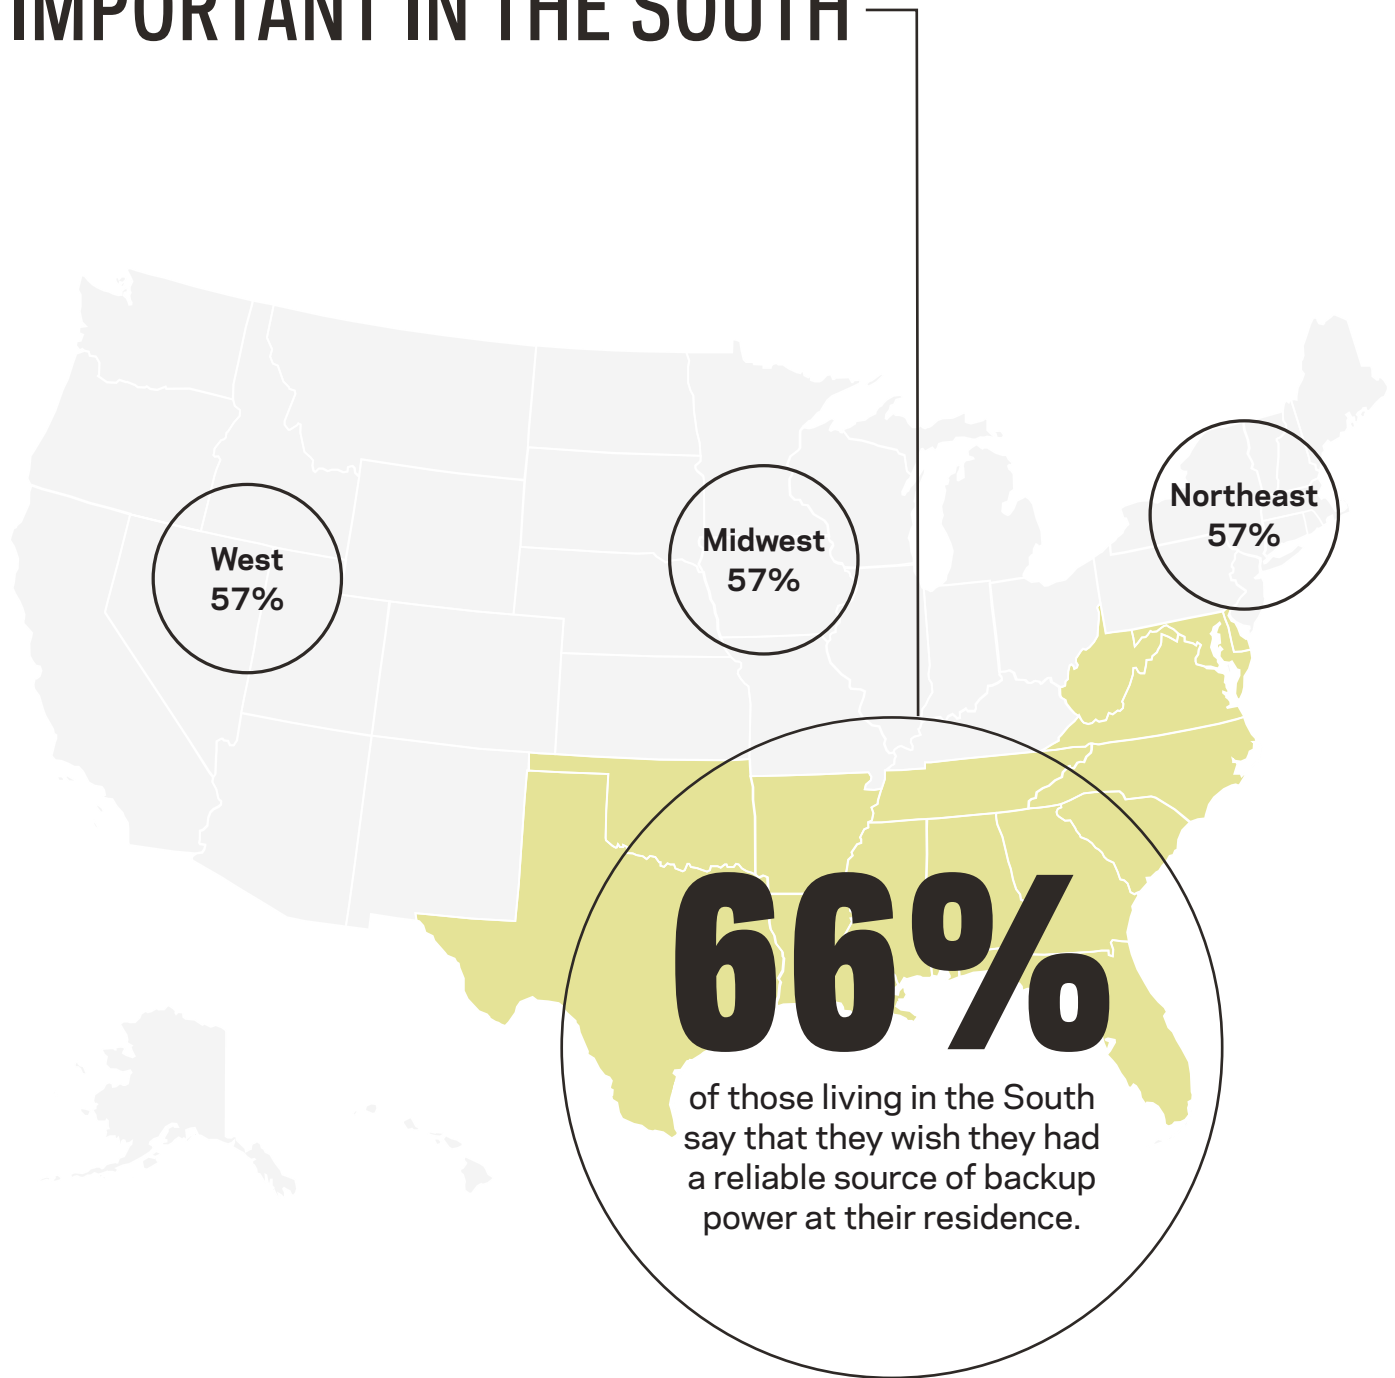 IMPORTANT IN THE SOUTH
Northeast
57%
Midwest
57%
West
57%
66%
of those living in the South
say that they wish they had
a reliable source of backup
power at their residence.